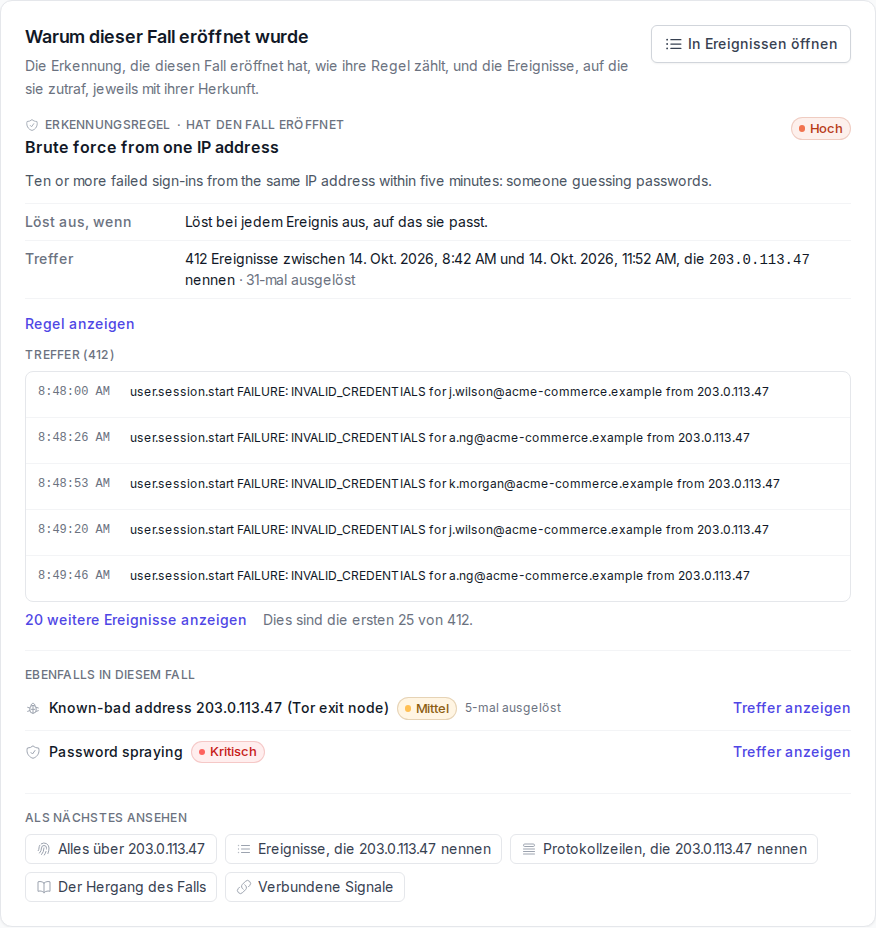 Warum dieser Fall eröffnet wurde
In Ereignissen öffnen
Die Erkennung, die diesen Fall eröffnet hat, wie ihre Regel zählt, und die Ereignisse, auf die
sie zutraf, jeweils mit ihrer Herkunft.
ERKENNUNGSREGEL · HAT DEN FALL ERÖFFNET
Hoch
Brute force from one IP address
Ten or more failed sign-ins from the same IP address within five minutes: someone guessing passwords.
Löst aus, wenn
Löst bei jedem Ereignis aus, auf das sie passt.
Treffer
412 Ereignisse zwischen 14. Okt. 2026, 8:42 AM und 14. Okt. 2026, 11:52 AM, die 203.0.113.47
nennen · 31-mal ausgelöst
Regel anzeigen
TREFFER (412)
8:48:00 AM user.session.start FAILURE: INVALID_CREDENTIALS for j.wilson@acme-commerce.example from 203.0.113.47
8:48:26 AM user.session.start FAILURE: INVALID_CREDENTIALS for a.ng@acme-commerce.example from 203.0.113.47
8:48:53 AM user.session.start FAILURE: INVALID_CREDENTIALS for k.morgan@acme-commerce.example from 203.0.113.47
8:49:20 AM user.session.start FAILURE: INVALID_CREDENTIALS for j.wilson@acme-commerce.example from 203.0.113.47
8:49:46 AM user.session.start FAILURE: INVALID_CREDENTIALS for a.ng@acme-commerce.example from 203.0.113.47
20 weitere Ereignisse anzeigen Dies sind die ersten 25 von 412.
EBENFALLS IN DIESEM FALL
Known-bad address 203.0.113.47 (Tor exit node) Mittel 5-mal ausgelöst Treffer anzeigen
Password spraying Kritisch Treffer anzeigen
ALS NÄCHSTES ANSEHEN
Alles über 203.0.113.47 Ereignisse, die 203.0.113.47 nennen Protokollzeilen, die 203.0.113.47 nennen
Der Hergang des Falls Verbundene Signale